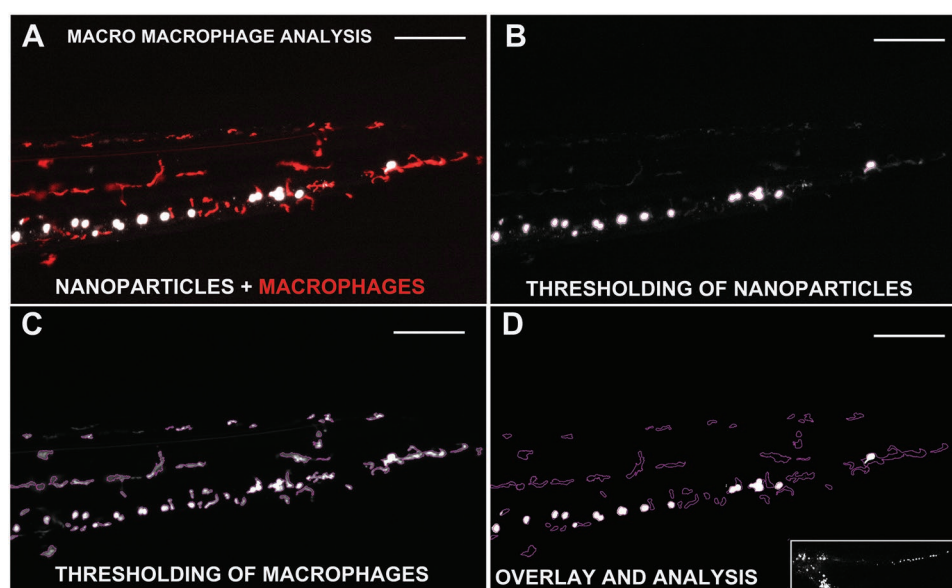 A
MACRO MACROPHAGE ANALYSIS
NANOPARTICLES + MACROPHAGES
B
THRESHOLDING OF NANOPARTICLES
C
THRESHOLDING OF MACROPHAGES
D
OVERLAY AND ANALYSIS